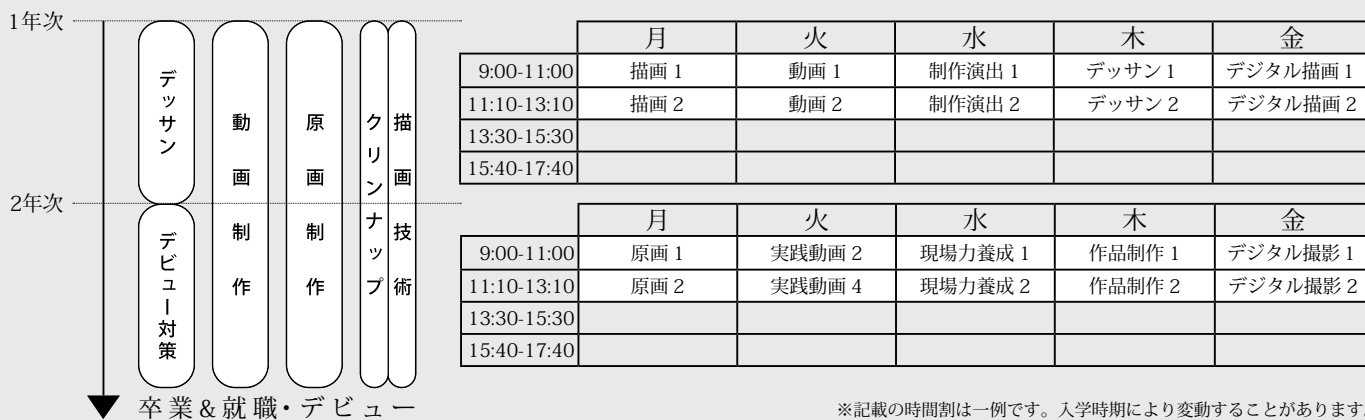 1年次
デッサン
動画制作
原画制作
クリンナップ
描画技術
2年次
デビュー対策
卒業&就職・デビュー
月 火 水 木 金
9:00-11:00 描画 1 動画 1 制作演出 1 デッサン 1 デジタル描画 1
11:10-13:10 描画 2 動画 2 制作演出 2 デッサン 2 デジタル描画 2
13:30-15:30
15:40-17:40
月 火 水 木 金
9:00-11:00 原画 1 実践動画 2 現場力養成 1 作品制作 1 デジタル撮影 1
11:10-13:10 原画 2 実践動画 4 現場力養成 2 作品制作 2 デジタル撮影 2
13:30-15:30
15:40-17:40
※記載の時間割は一例です。入学時期により変動することがあります。